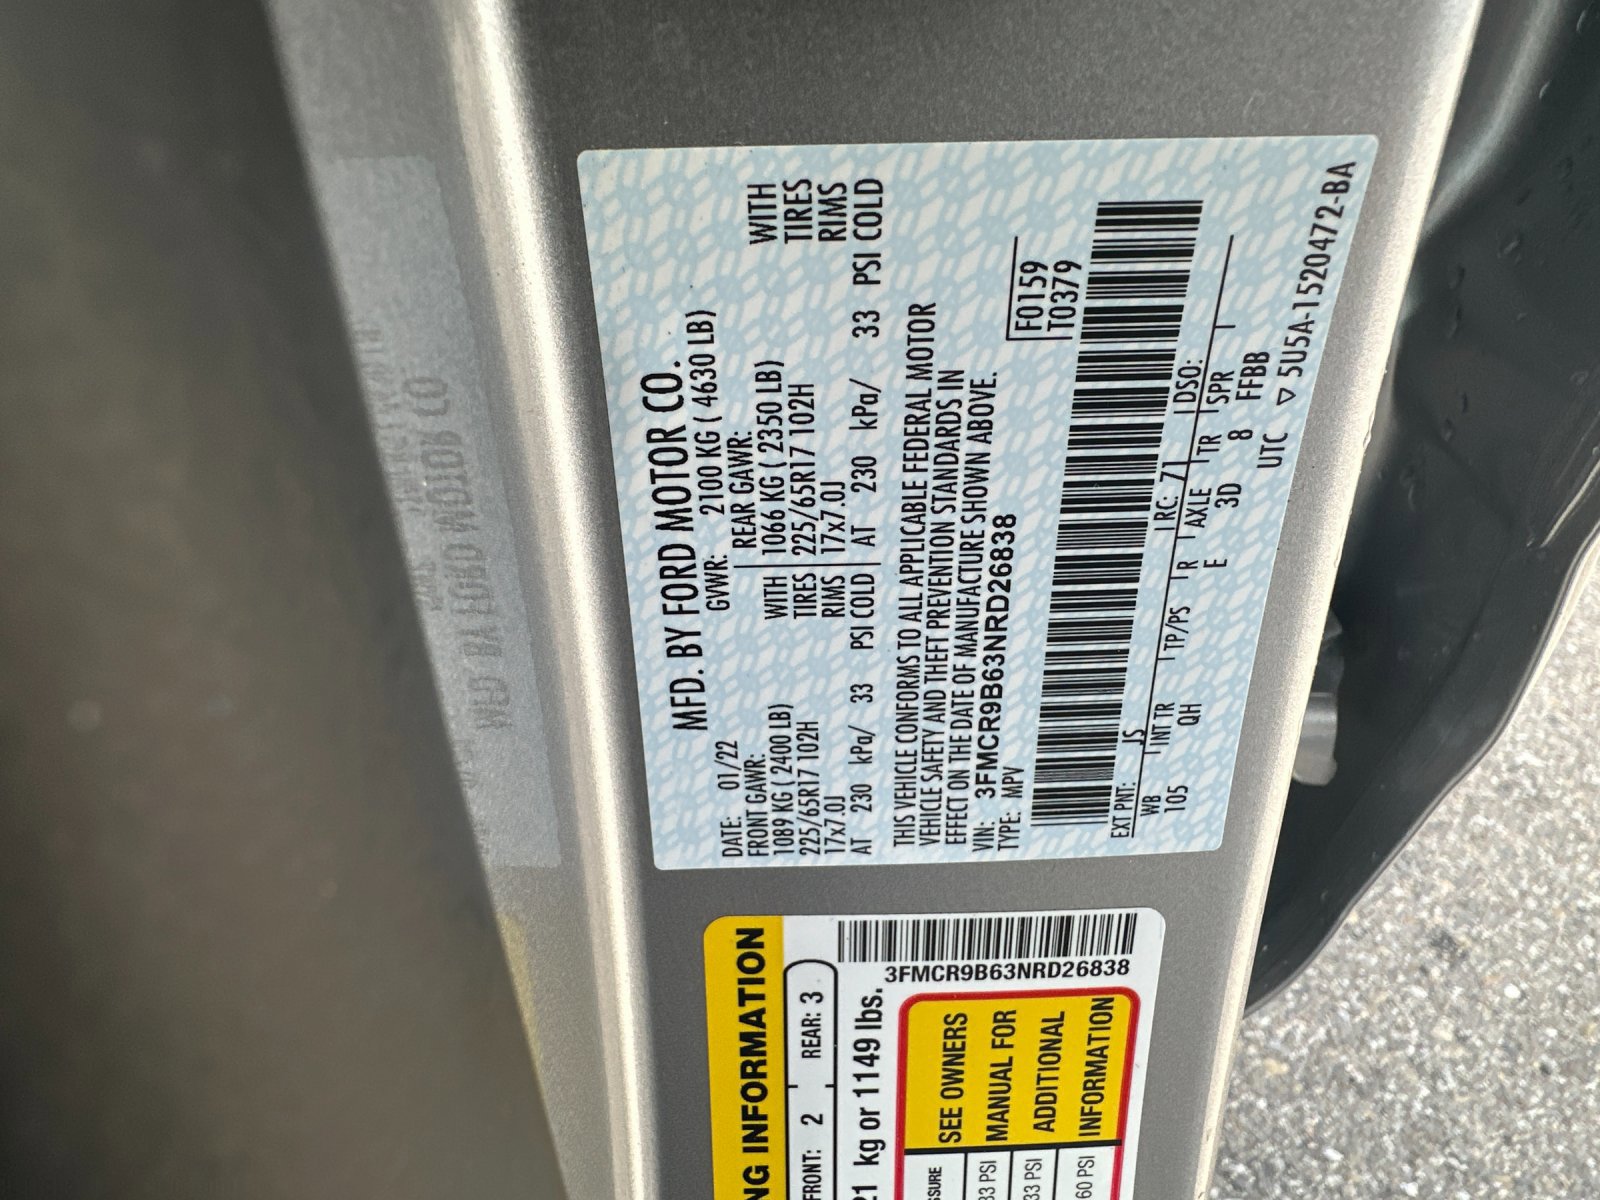 MFD. BY FORD MOTOR CO.
DATE: 01/22 GVWR: 2100 KG ( 4630 LB)
FRONT GAWR: REAR GAWR:
1089 KG ( 2400 LB) WITH 1066 KG ( 2350 LB) WITH
225/65R17 102H TIRES 225/65R17 102H TIRES
17x7.0J RIMS 17x7.0J RIMS
AT 230 kPa/ 33 PSI COLD AT 230 kPa/ 33 PSI COLD
THIS VEHICLE CONFORMS TO ALL APPLICABLE FEDERAL MOTOR
VEHICLE SAFETY AND THEFT PREVENTION STANDARDS IN
EFFECT ON THE DATE OF MANUFACTURE SHOWN ABOVE.
VIN: 3FMCR9B63NRD26838 F0159
TYPE: MPV T0379
EXT PNT: JS RC: 71 DSO:
WB INT TR TP/PS R AXLE TR SPR
105 QH E 3D 8 FFBB
UTC ▽ 5U5A-1520472-BA
NG INFORMATION
FRONT: 2 REAR: 3
21 kg or 1149 lbs.
3FMCR9B63NRD26838
SSURE
33 PSI
33 PSI
60 PSI
SEE OWNERS
MANUAL FOR
ADDITIONAL
INFORMATION